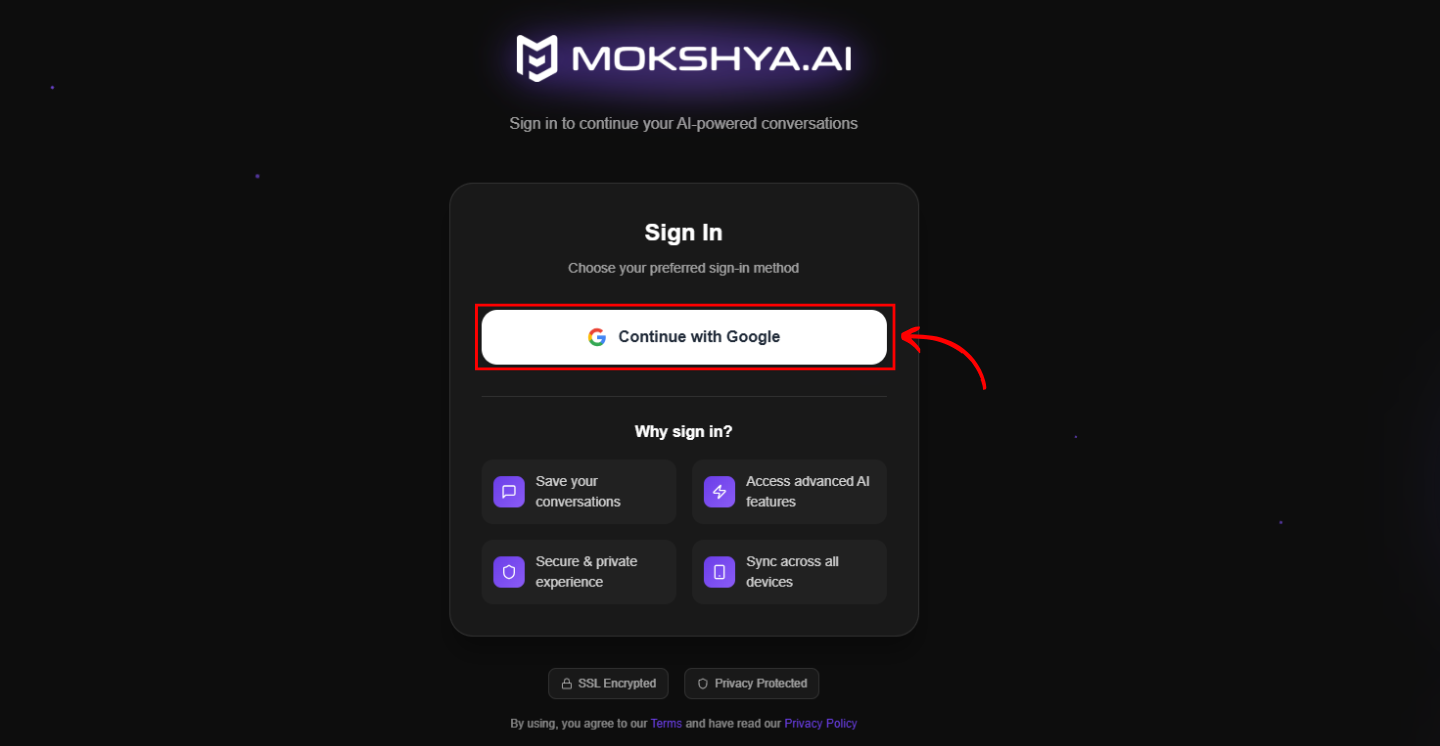 MOKSHYA.AI
Sign in to continue your AI-powered conversations
Sign In
Choose your preferred sign-in method
Continue with Google
Why sign in?
Save your
conversations
Access advanced AI
features
Secure & private
experience
Sync across all
devices
SSL Encrypted
Privacy Protected
By using, you agree to our Terms and have read our Privacy Policy